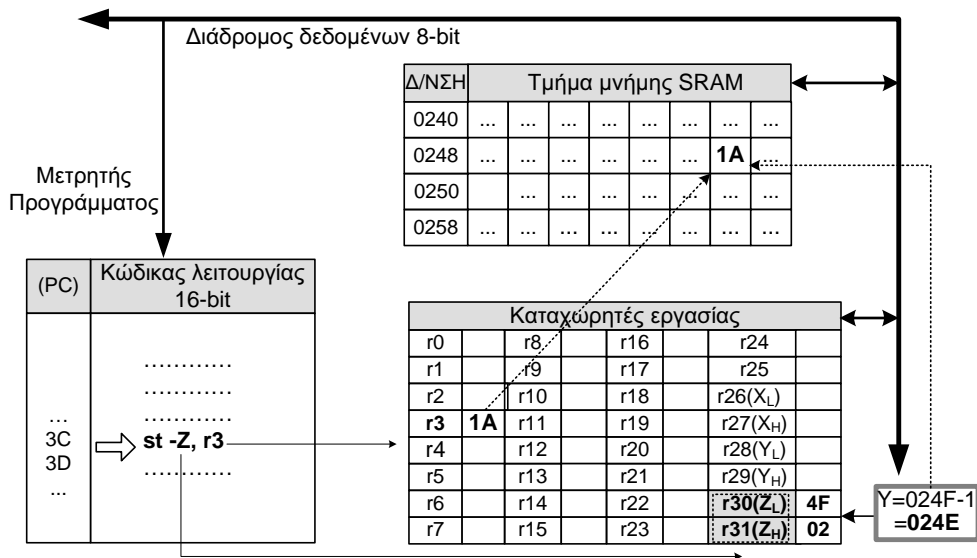 Διάδρομος δεδομένων 8-bit
Δ/ΝΣΗ Τμήμα μνήμης SRAM
0240 ... ... ... ... ... ... ... ...
0248 ... ... ... ... ... ... 1A ...
0250 ... ... ... ... ... ... ...
0258 ... ... ... ... ... ... ... ...
Μετρητής
Προγράμματος
(PC) Κώδικας λειτουργίας
16-bit
............
............
............
...
3C st -Z, r3
3D
............
...
Καταχωρητές εργασίας
r0 r8 r16 r24
r1 r9 r17 r25
r2 r10 r18 r26(XL)
r3 1A r11 r19 r27(XH)
r4 r12 r20 r28(YL)
r5 r13 r21 r29(YH)
r6 r14 r22 r30(ZL) 4F
r7 r15 r23 r31(ZH) 02
Y=024F-1
=024E